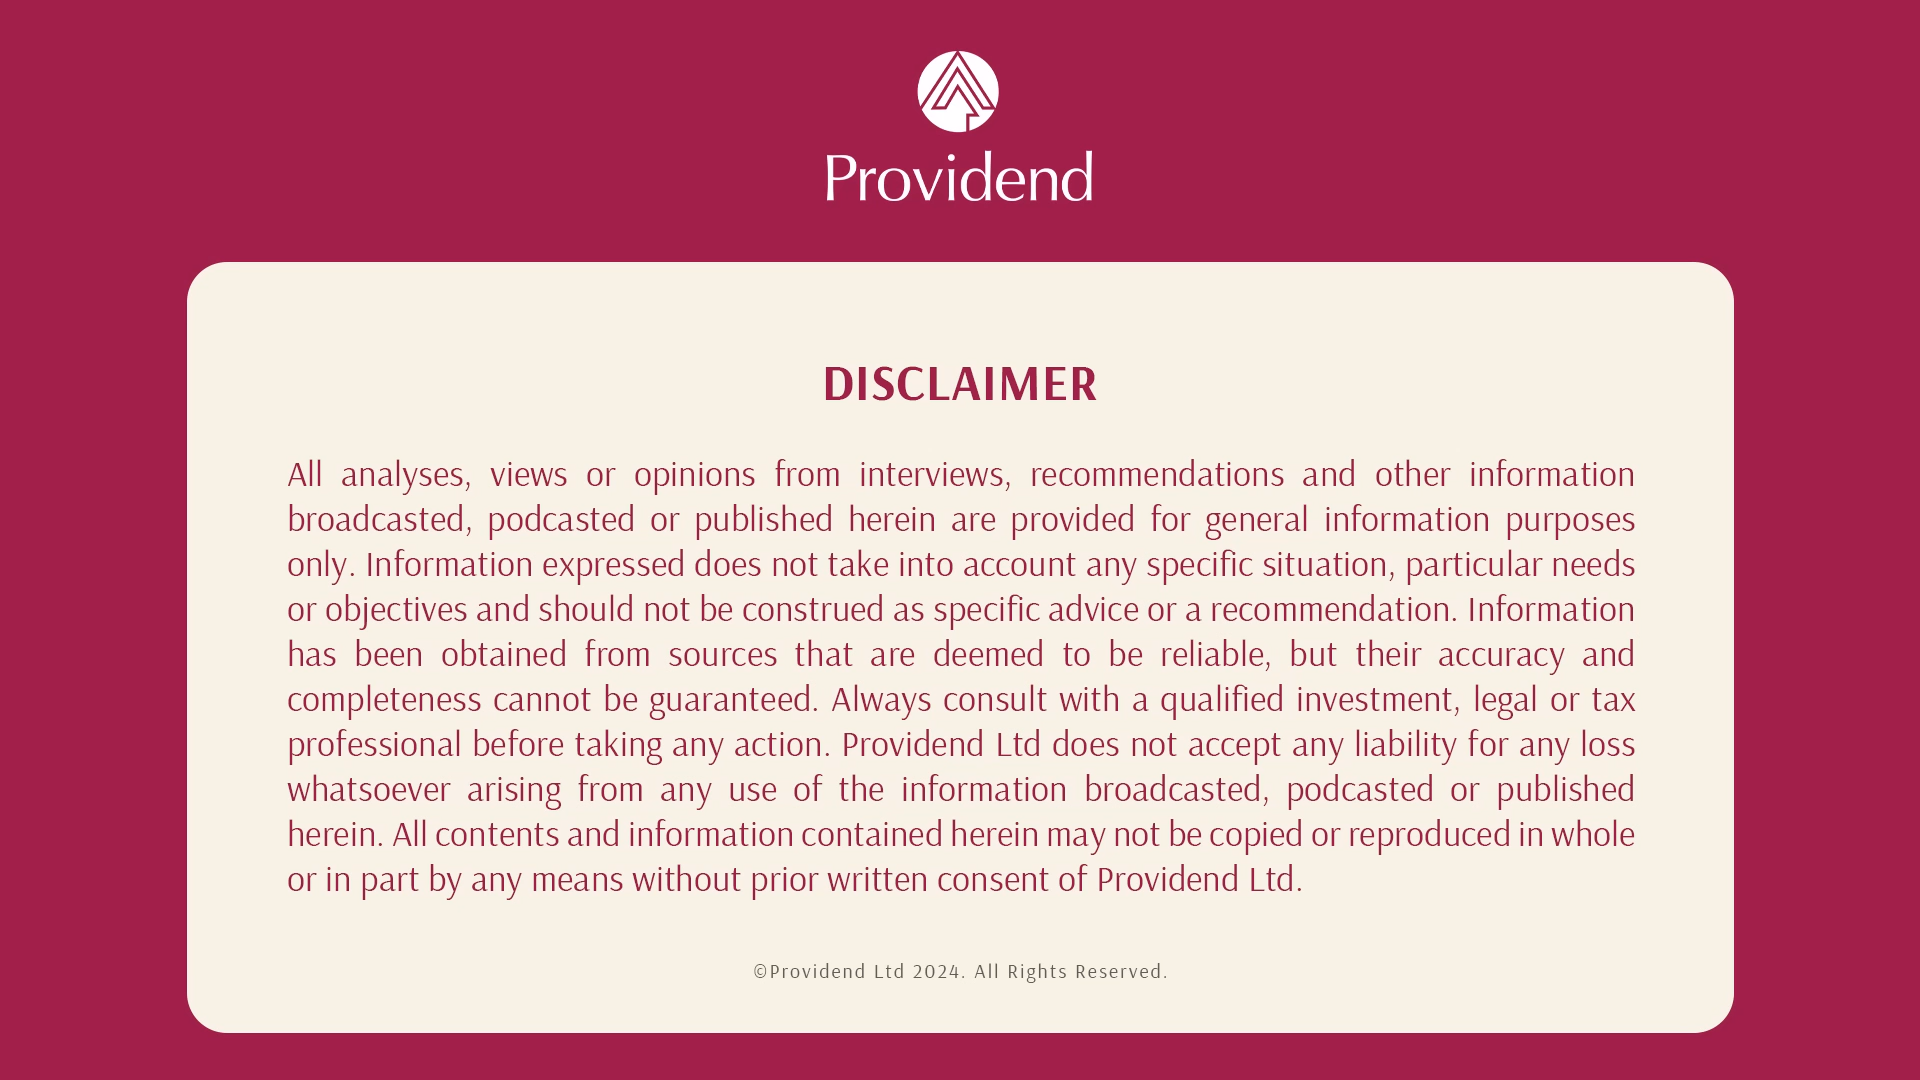 Providend
DISCLAIMER
All analyses, views or opinions from interviews, recommendations and other information
broadcasted, podcasted or published herein are provided for general information purposes
only. Information expressed does not take into account any specific situation, particular needs
or objectives and should not be construed as specific advice or a recommendation. Information
has been obtained from sources that are deemed to be reliable, but their accuracy and
completeness cannot be guaranteed. Always consult with a qualified investment, legal or tax
professional before taking any action. Providend Ltd does not accept any liability for any loss
whatsoever arising from any use of the information broadcasted, podcasted or published
herein. All contents and information contained herein may not be copied or reproduced in whole
or in part by any means without prior written consent of Providend Ltd.
©Providend Ltd 2024. All Rights Reserved.